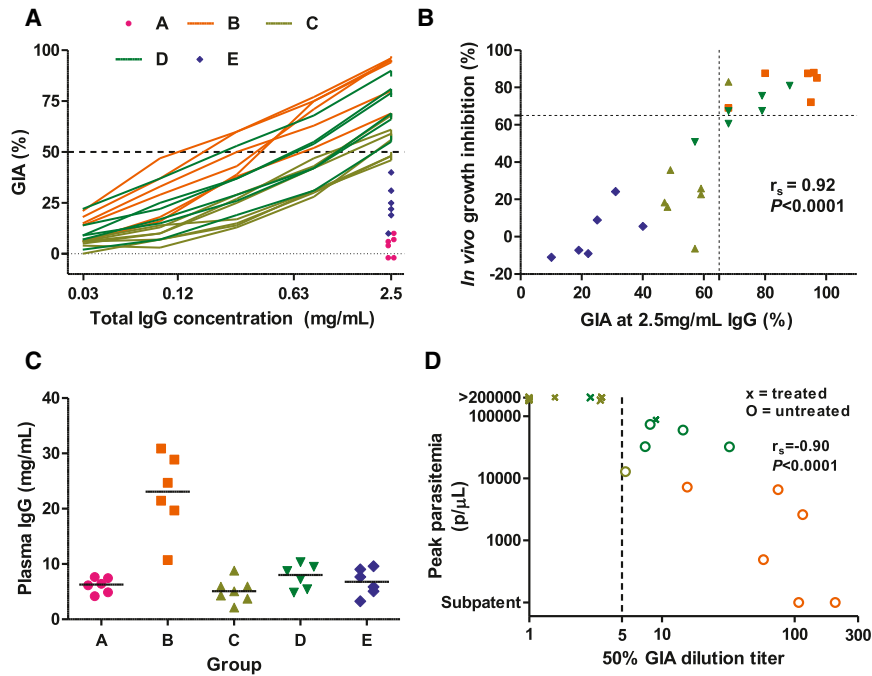 A
A B C
D E
100
75
50
25
0
GIA (%)
0.03 0.12 0.63 2.5
Total IgG concentration (mg/mL)
B
100
80
60
40
20
0
-20
In vivo growth inhibition (%)
rs = 0.92
P<0.0001
0 20 40 60 80 100
GIA at 2.5mg/mL IgG (%)
C
40
30
20
10
0
Plasma IgG (mg/mL)
A B C D E
Group
D
>200000
100000
10000
1000
Subpatent
Peak parasitemia
(p/μL)
x = treated
O = untreated
rs=-0.90
P<0.0001
1 5 10 100 300
50% GIA dilution titer